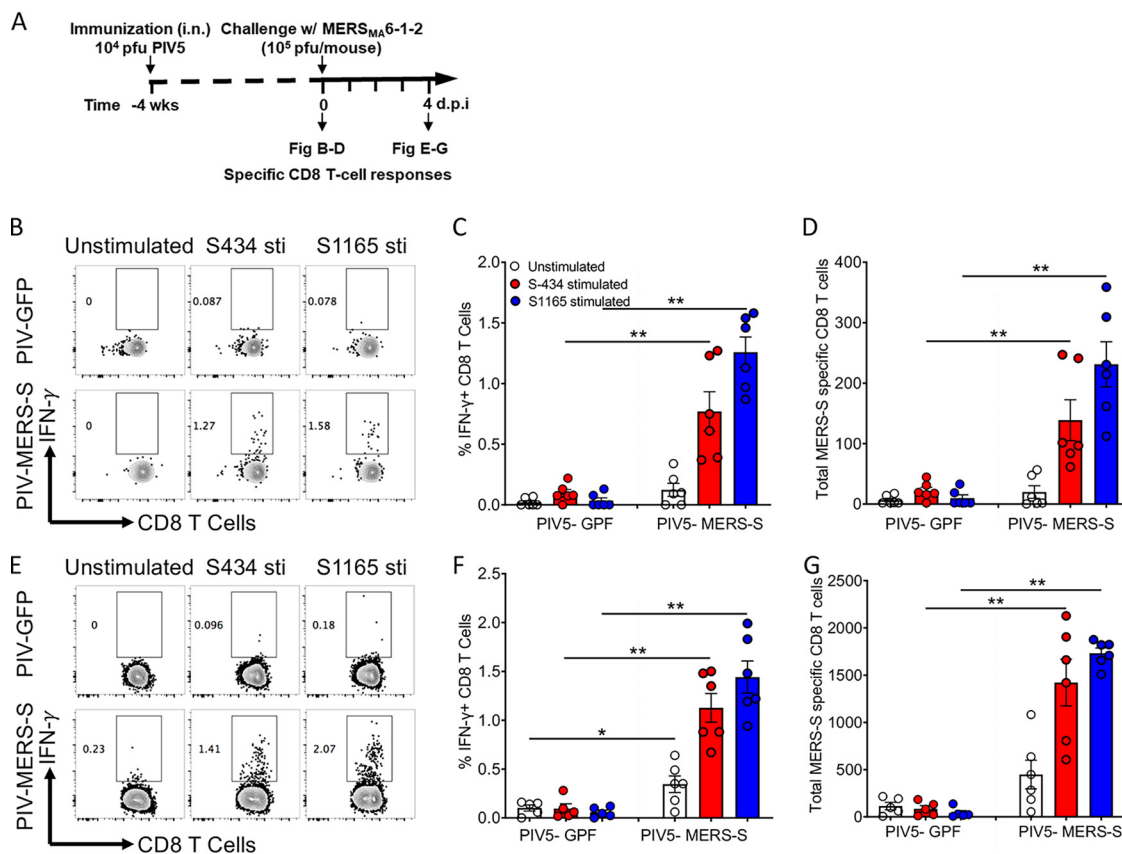 A
Immunization (i.n.)
10⁴ pfu PIV5
Challenge w/ MERS_MA6-1-2
(10⁵ pfu/mouse)
Time -4 wks 0 4 d.p.i
Fig B-D Fig E-G
Specific CD8 T-cell responses
B
Unstimulated S434 sti S1165 sti
PIV-GFP
0 0.087 0.078
PIV-MERS-S
0 1.27 1.58
IFN-γ
CD8 T Cells
C
% IFN-γ+ CD8 T Cells
2.0
1.5
1.0
0.5
0.0
Unstimulated
S-434 stimulated
S1165 stimulated
**
**
PIV5- GPF PIV5- MERS-S
D
Total MERS-S specific CD8 T cells
400
300
200
100
0
**
**
PIV5- GPF PIV5- MERS-S
E
Unstimulated S434 sti S1165 sti
PIV-GFP
0 0.096 0.18
PIV-MERS-S
0.23 1.41 2.07
IFN-γ
CD8 T Cells
F
% IFN-γ+ CD8 T Cells
2.5
2.0
1.5
1.0
0.5
0.0
**
**
*
PIV5- GPF PIV5- MERS-S
G
Total MERS-S specific CD8 T cells
2500
2000
1500
1000
500
0
**
**
PIV5- GPF PIV5- MERS-S